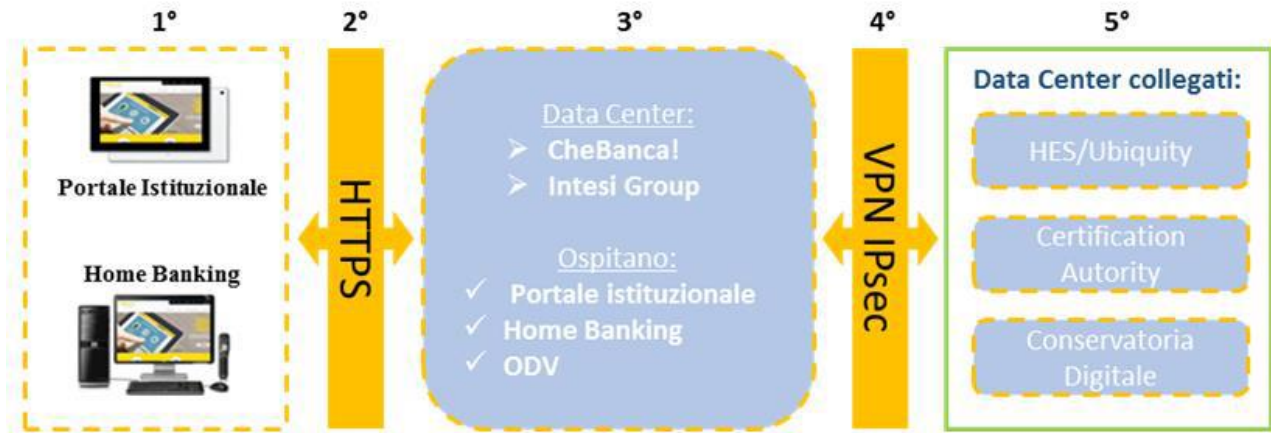 1°
2°
3°
4°
5°
Portale Istituzionale
Home Banking
HTTPS
Data Center:
➤ CheBanca!
➤ Intesi Group
Ospitano:
✓ Portale istituzionale
✓ Home Banking
✓ ODV
VPN IPsec
Data Center collegati:
HES/Ubiquity
Certification
Autority
Conservatoria
Digitale